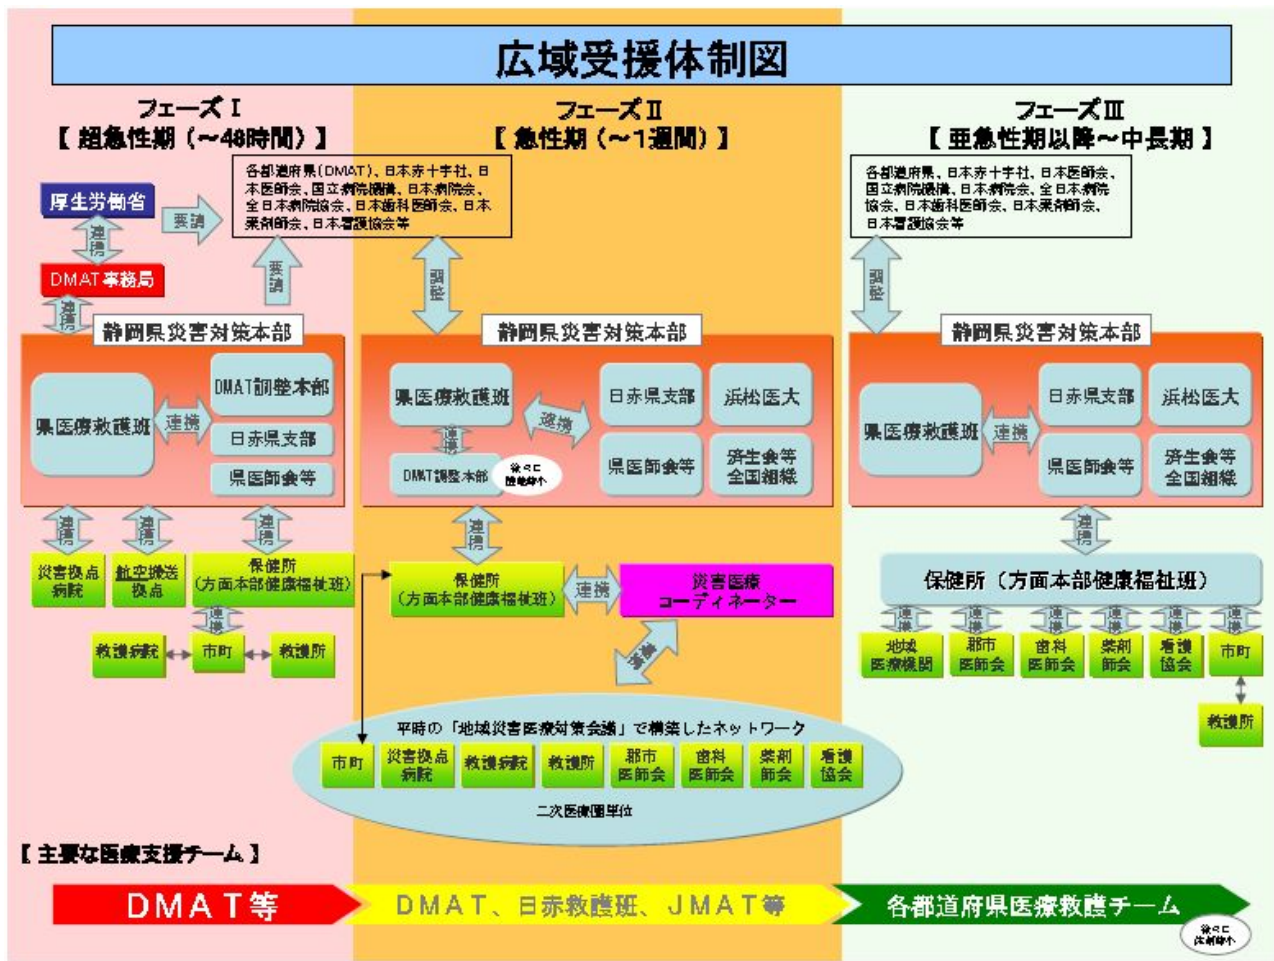 広域受援体制図
フェーズⅠ
【 超急性期(~48時間) 】
フェーズⅡ
【 急性期(~1週間) 】
フェーズⅢ
【 亜急性期以降~中長期 】
厚生労働省
連携
DMAT事務局
連携
要請
各都道府県(DMAT)、日本赤十字社、日
本医師会、国立病院機構、日本病院会、
全日本病院協会、日本歯科医師会、日本
薬剤師会、日本看護協会等
要請
調整
各都道府県、日本赤十字社、日本医師会、
国立病院機構、日本病院会、全日本病院
協会、日本歯科医師会、日本薬剤師会、
日本看護協会等
調整
静岡県災害対策本部
県医療救護班
連携
DMAT調整本部
日赤県支部
県医師会等
連携
連携
連携
災害拠点
病院
航空搬送
拠点
保健所
(方面本部健康福祉班)
連携
救護病院
市町
救護所
静岡県災害対策本部
県医療救護班
連携
連携
DMAT調整本部
徐々に
日赤県支部
浜松医大
県医師会等
済生会等
全国組織
連携
保健所
(方面本部健康福祉班)
連携
災害医療
コーディネーター
連携
平時の「地域災害医療対策会議」で構築したネットワーク
市町
災害拠点
病院
救護病院
救護所
郡市
医師会
歯科
医師会
薬剤
師会
看護
協会
二次医療圏単位
静岡県災害対策本部
県医療救護班
連携
日赤県支部
浜松医大
県医師会等
済生会等
全国組織
連携
保健所(方面本部健康福祉班)
連携
連携
連携
連携
連携
連携
地域
医療機関
郡市
医師会
歯科
医師会
薬剤
師会
看護
協会
市町
救護所
【 主要な医療支援チーム 】
DMAT等
DMAT、日赤救護班、JMAT等
各都道府県医療救護チーム
徐々に
体制縮小